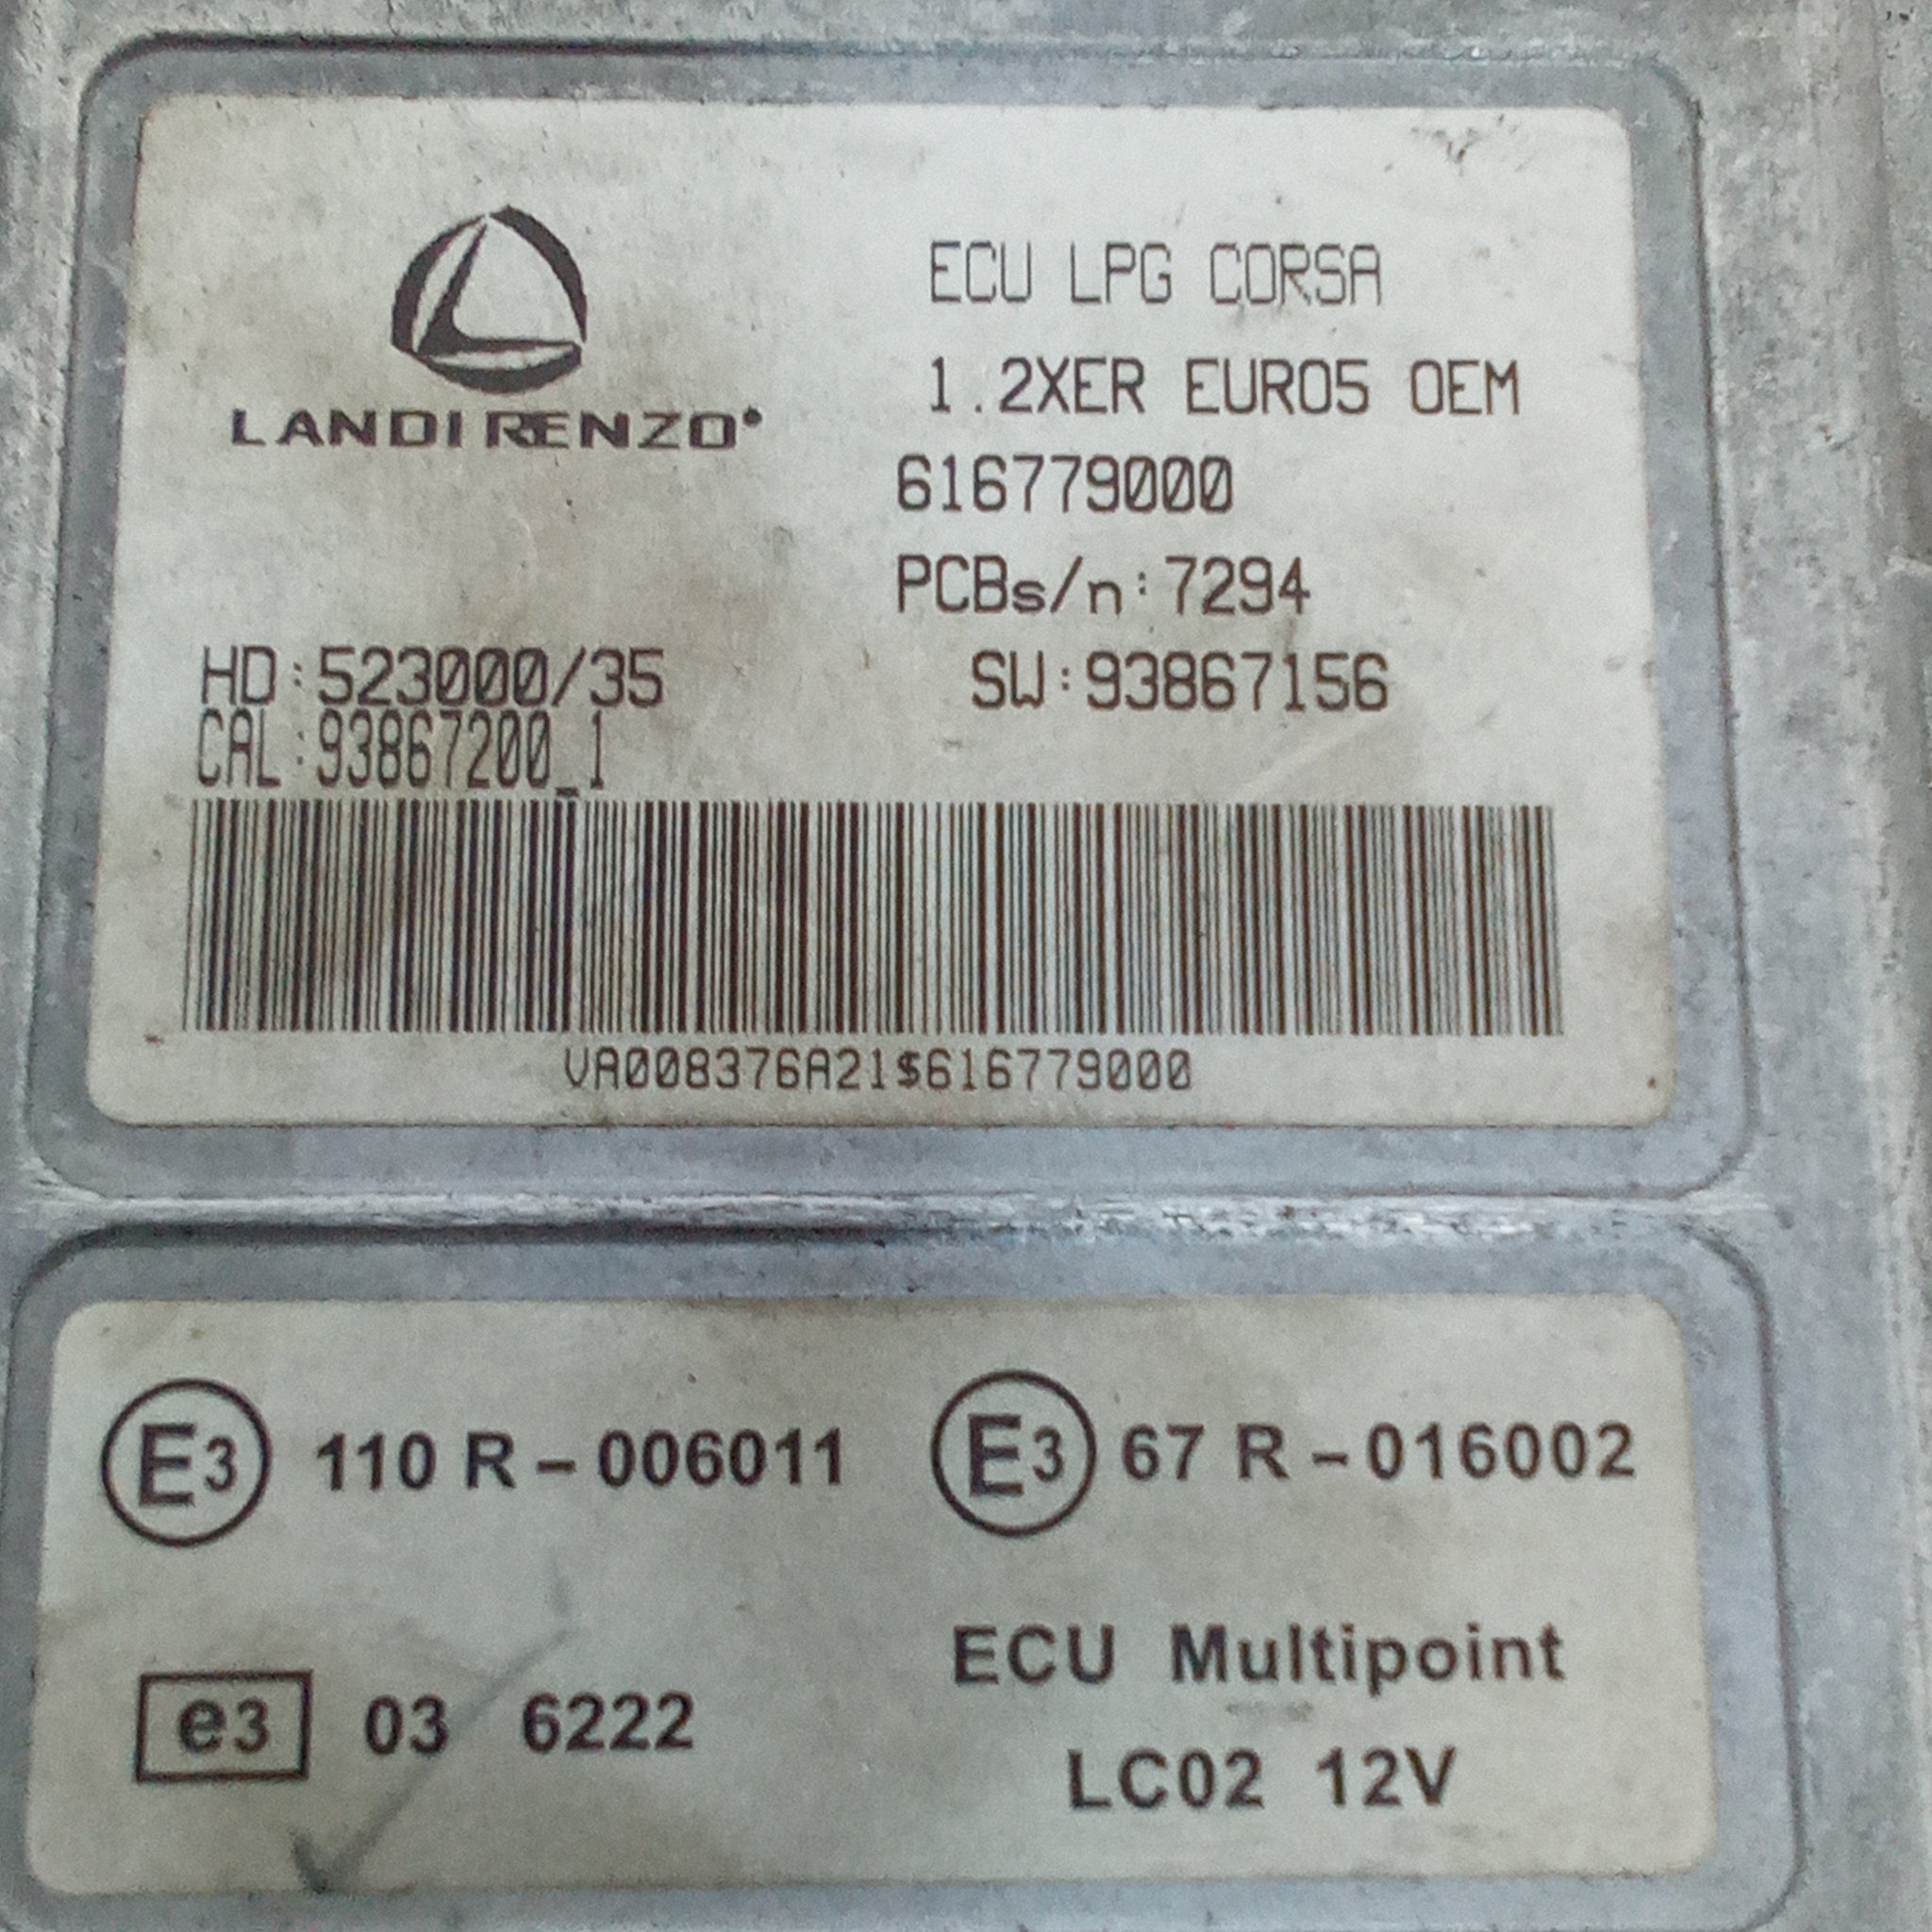 LANDI RENZO
ECU LPG CORSA
1.2XER EURO5 OEM
616779000
PCBs/n:7294
HD:523000/35 SW:93867156
CAL:93867200_1
VA008376A21$616779000
E3 110 R-006011 E3 67 R-016002
ECU Multipoint
e3 03 6222
LC02 12V